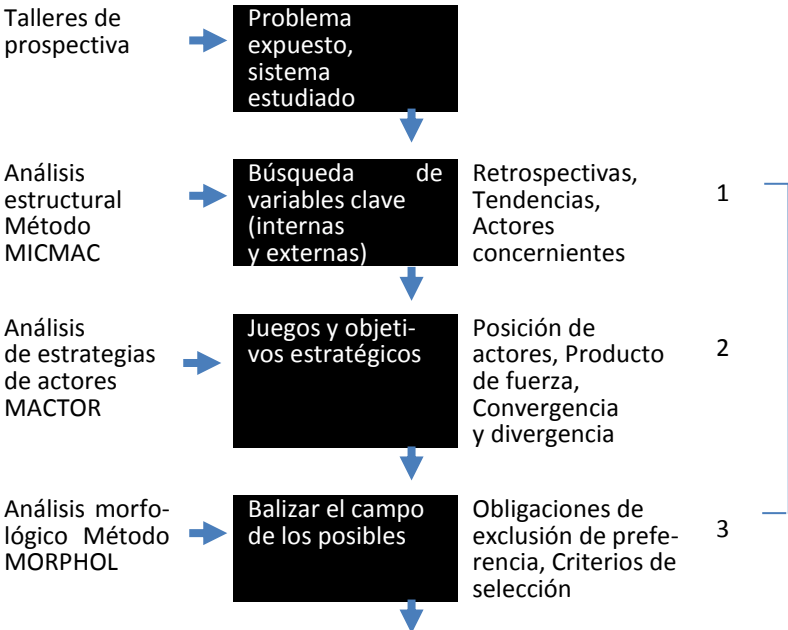 Talleres de
prospectiva
Problema
expuesto,
sistema
estudiado
Análisis
estructural
Método
MICMAC
Búsqueda de
variables clave
(internas
y externas)
Retrospectivas,
Tendencias,
Actores
concernientes
1
Análisis
de estrategias
de actores
MACTOR
Juegos y objeti-
vos estratégicos
Posición de
actores, Producto
de fuerza,
Convergencia
y divergencia
2
Análisis morfo-
lógico Método
MORPHOL
Balizar el campo
de los posibles
Obligaciones de
exclusión de prefe-
rencia, Criterios de
selección
3